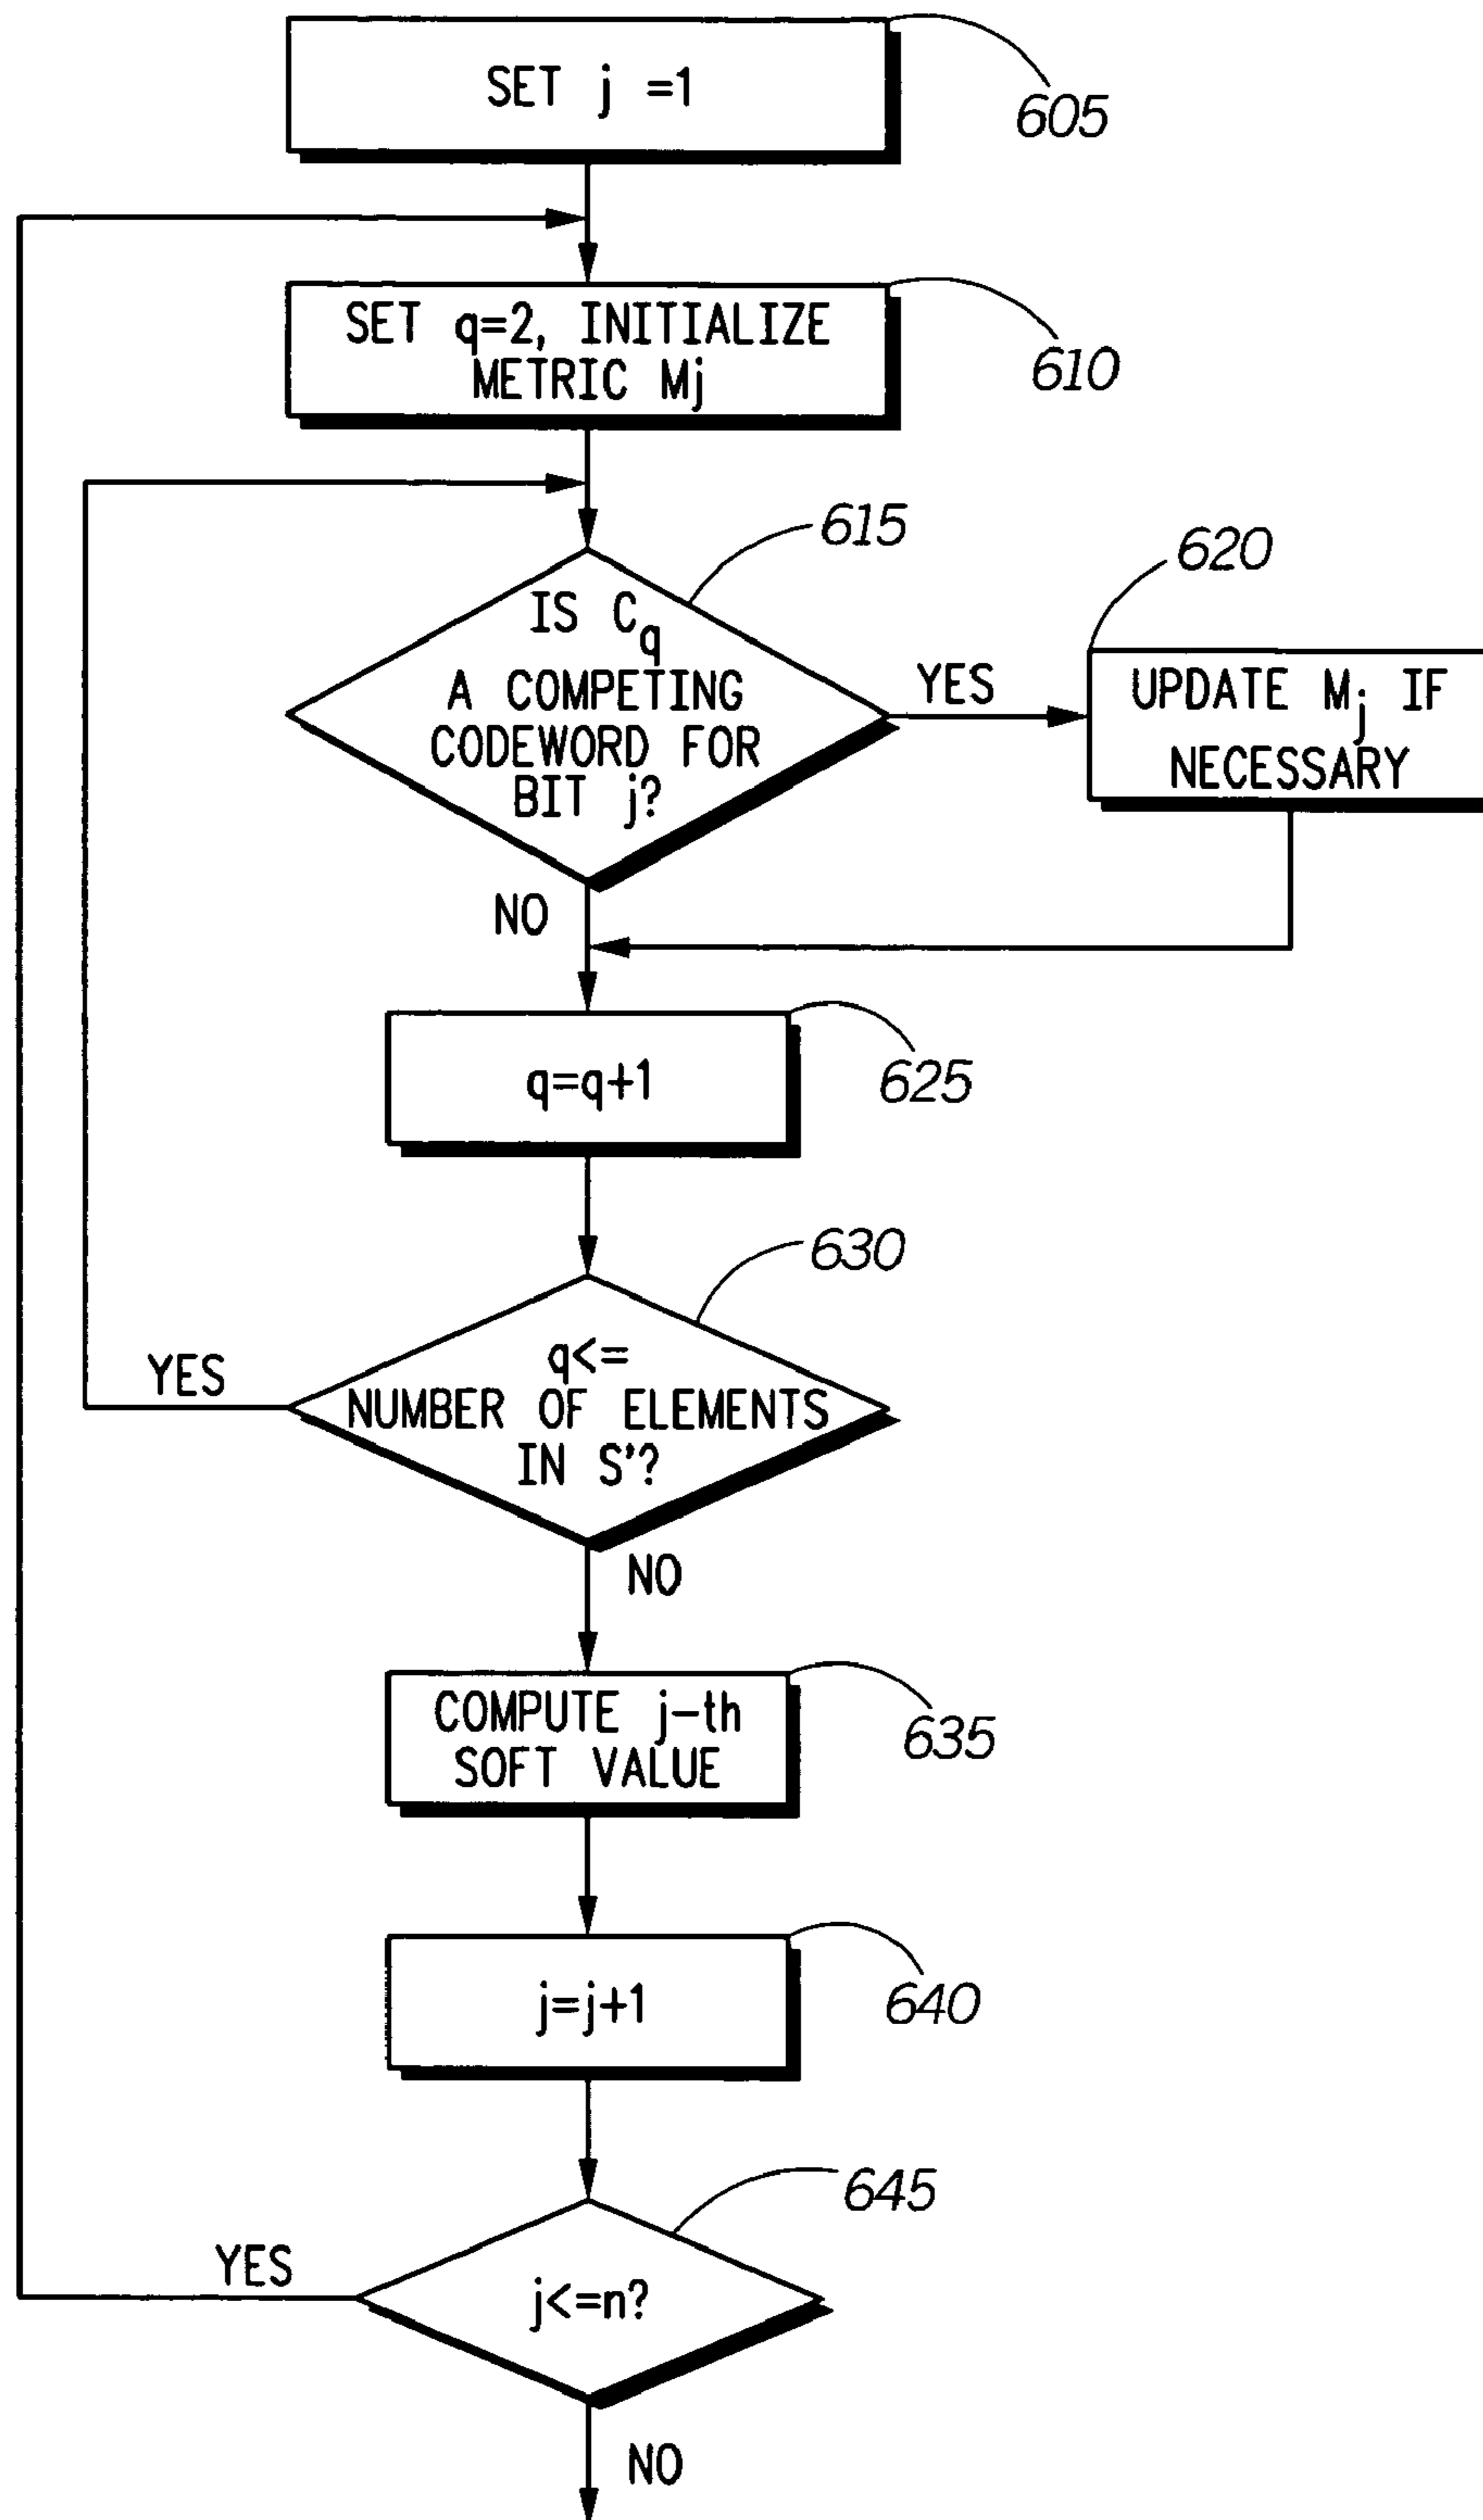 SET j =1
605
SET q=2, INITIALIZE
METRIC Mj
610
615
IS Cq
A COMPETING
CODEWORD FOR
BIT j?
YES
620
UPDATE Mj IF
NECESSARY
NO
q=q+1
625
630
q<=
NUMBER OF ELEMENTS
IN S'?
YES
NO
COMPUTE j-th
SOFT VALUE
635
j=j+1
640
645
j<=n?
YES
NO